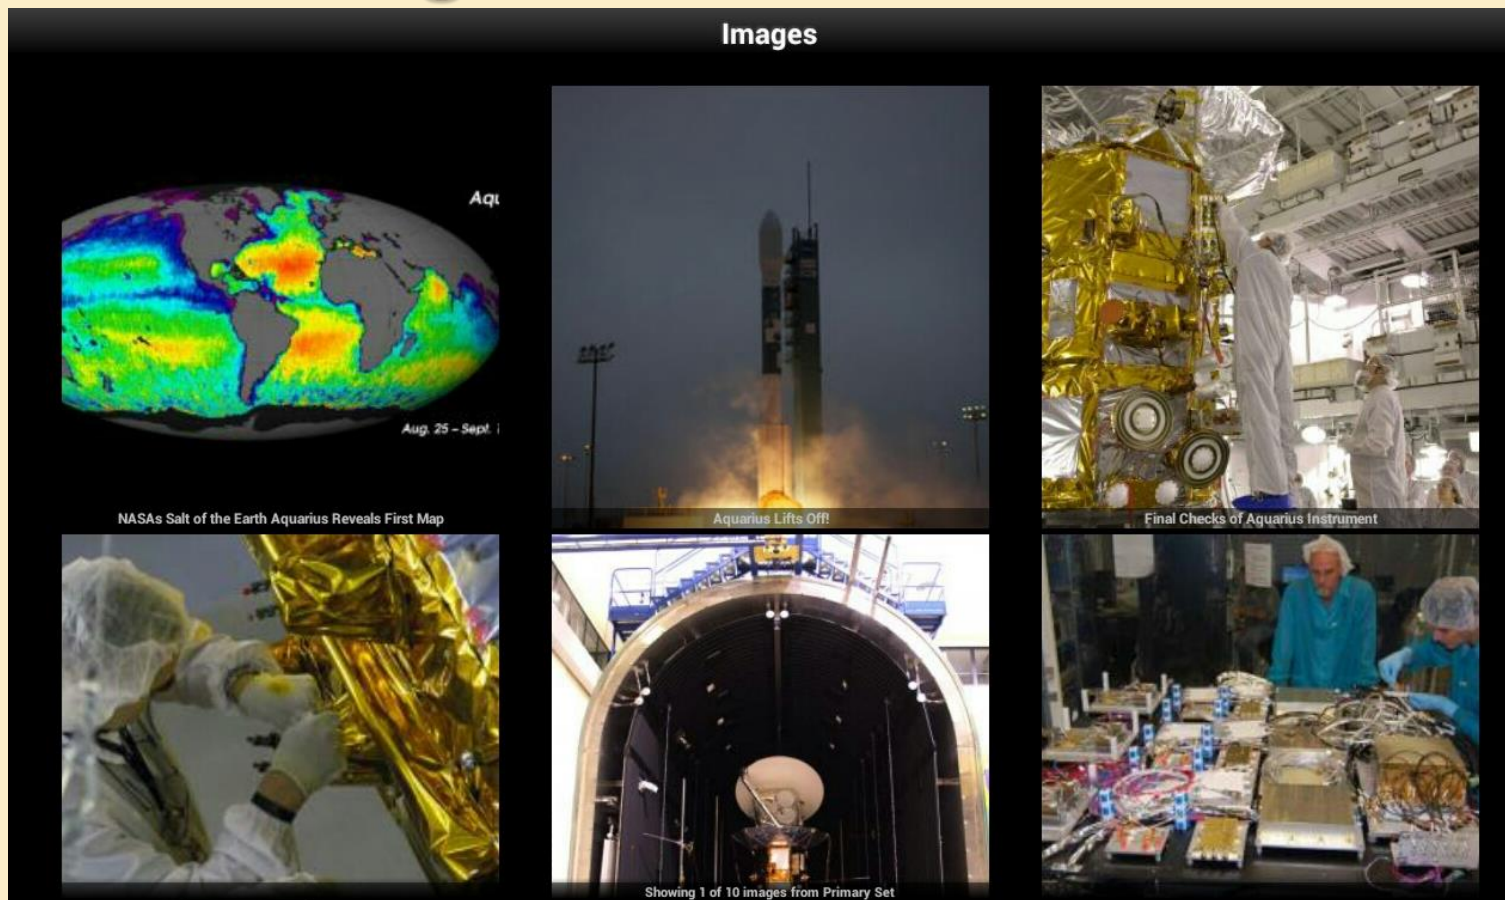 Images
Aug. 25 – Sept.
NASAs Salt of the Earth Aquarius Reveals First Map
Aquarius Lifts Off!
Final Checks of Aquarius Instrument
Showing 1 of 10 images from Primary Set